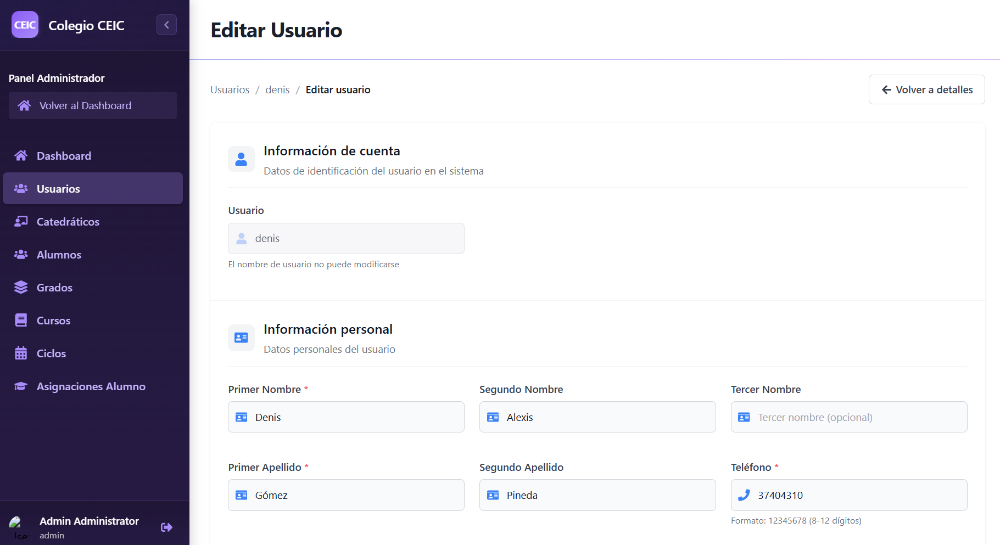 CEIC
Colegio CEIC
Panel Administrador
Volver al Dashboard
Dashboard
Usuarios
Catedráticos
Alumnos
Grados
Cursos
Ciclos
Asignaciones Alumno
Admin Administrator
admin
Editar Usuario
Usuarios / denis / Editar usuario
Volver a detalles
Información de cuenta
Datos de identificación del usuario en el sistema
Usuario
denis
El nombre de usuario no puede modificarse
Información personal
Datos personales del usuario
Primer Nombre * Segundo Nombre Tercer Nombre
Denis Alexis Tercer nombre (opcional)
Primer Apellido * Segundo Apellido Teléfono *
Gómez Pineda 37404310
Formato: 12345678 (8-12 dígitos)